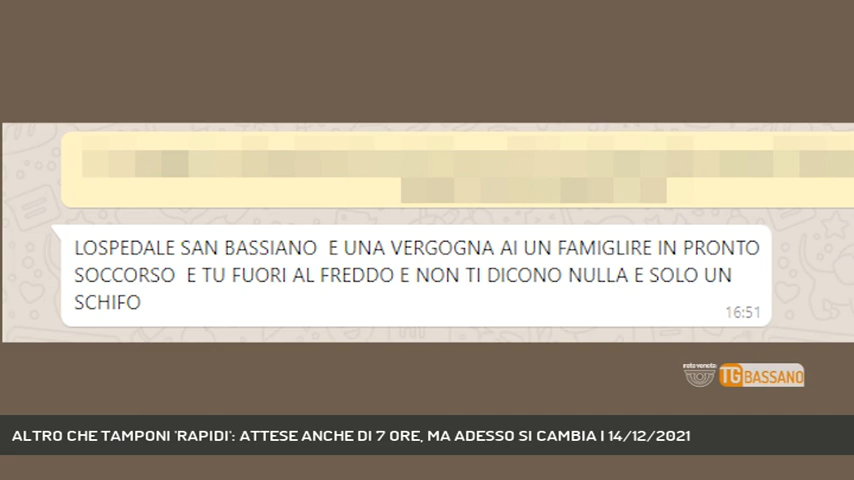 LOSPEDALE SAN BASSIANO  E UNA VERGOGNA AI UN FAMIGLIRE IN PRONTO
SOCCORSO  E TU FUORI AL FREDDO E NON TI DICONO NULLA E SOLO UN
SCHIFO
16:51
rete veneta
TG BASSANO
ALTRO CHE TAMPONI 'RAPIDI': ATTESE ANCHE DI 7 ORE, MA ADESSO SI CAMBIA | 14/12/2021